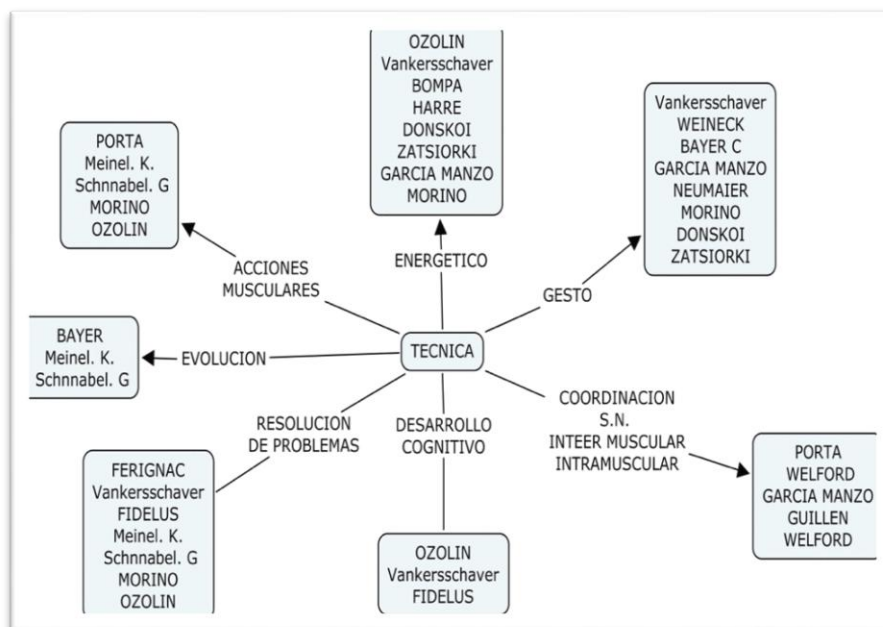 OZOLIN
Vankersschaver
BOMPA
HARRE
DONSKOI
ZATSIORKI
GARCIA MANZO
MORINO
Vankersschaver
WEINECK
BAYER C
GARCIA MANZO
NEUMAIER
MORINO
DONSKOI
ZATSIORKI
PORTA
Meinel. K.
Schnnabel. G
MORINO
OZOLIN
ACCIONES
MUSCULARES
ENERGETICO
GESTO
BAYER
Meinel. K.
Schnnabel. G
EVOLUCION
TECNICA
RESOLUCION
DE PROBLEMAS
DESARROLLO
COGNITIVO
COORDINACION
S.N.
INTEER MUSCULAR
INTRAMUSCULAR
FERIGNAC
Vankersschaver
FIDELUS
Meinel. K.
Schnnabel. G
MORINO
OZOLIN
OZOLIN
Vankersschaver
FIDELUS
PORTA
WELFORD
GARCIA MANZO
GUILLEN
WELFORD